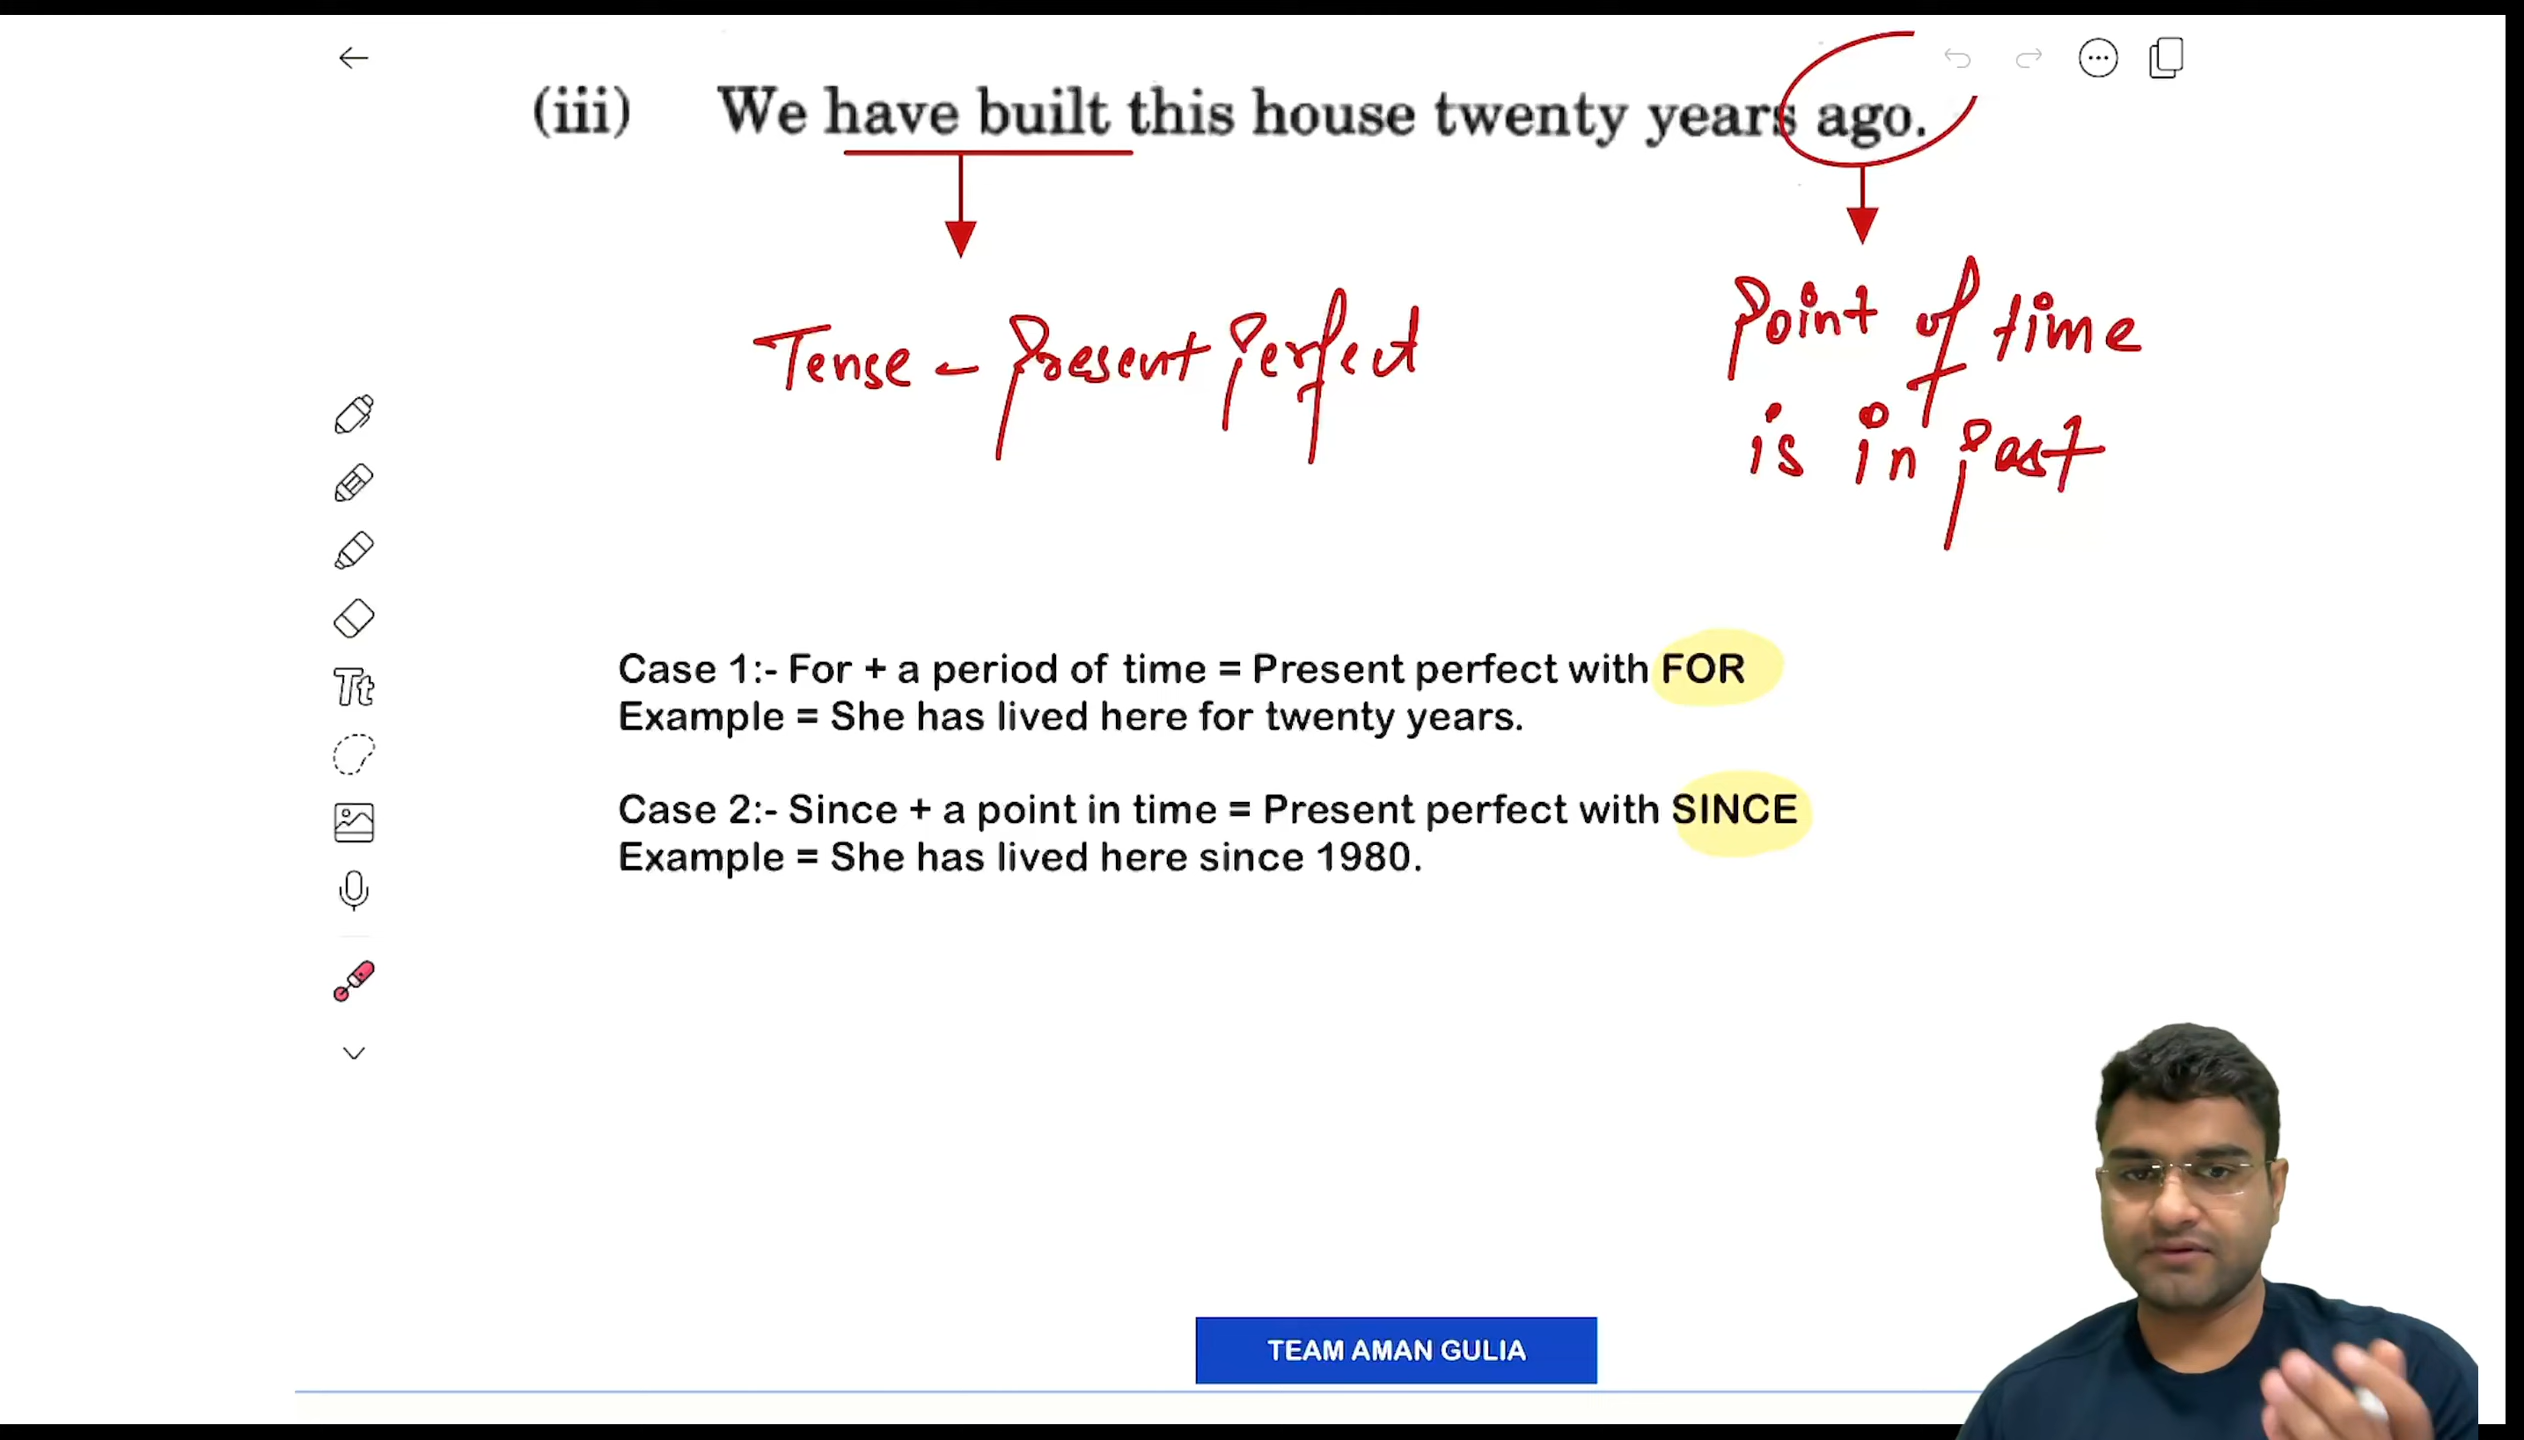 (iii) We have built this house twenty years ago.
Tense - Present Perfect
Point of time
is in past
Tt
Case 1:- For + a period of time = Present perfect with FOR
Example = She has lived here for twenty years.
Case 2:- Since + a point in time = Present perfect with SINCE
Example = She has lived here since 1980.
TEAM AMAN GULIA